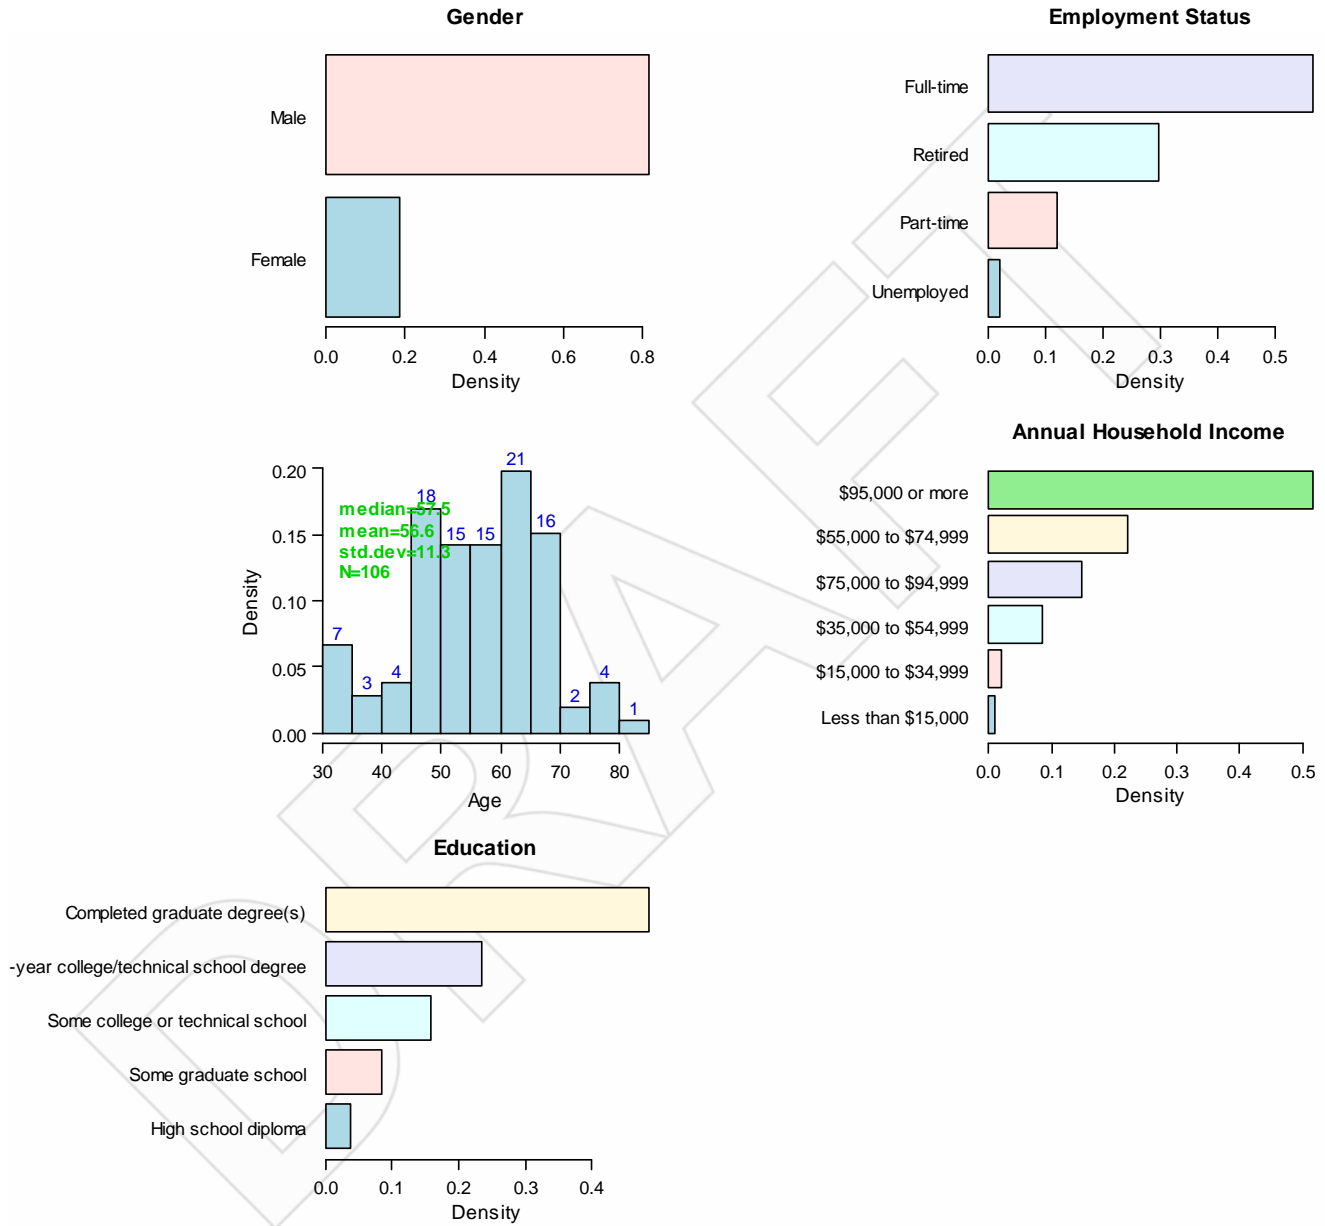 Gender
Male
Female
0.0 0.2 0.4 0.6 0.8
Density
Employment Status
Full-time
Retired
Part-time
Unemployed
0.0 0.1 0.2 0.3 0.4 0.5
Density
0.20
0.15
0.10
0.05
0.00
Density
median=57.5
mean=56.6
std.dev=11.3
N=106
7 3 4 18 15 15 21 16 2 4 1
30 40 50 60 70 80
Age
Annual Household Income
$95,000 or more
$55,000 to $74,999
$75,000 to $94,999
$35,000 to $54,999
$15,000 to $34,999
Less than $15,000
0.0 0.1 0.2 0.3 0.4 0.5
Density
Education
Completed graduate degree(s)
-year college/technical school degree
Some college or technical school
Some graduate school
High school diploma
0.0 0.1 0.2 0.3 0.4
Density
DRAFT